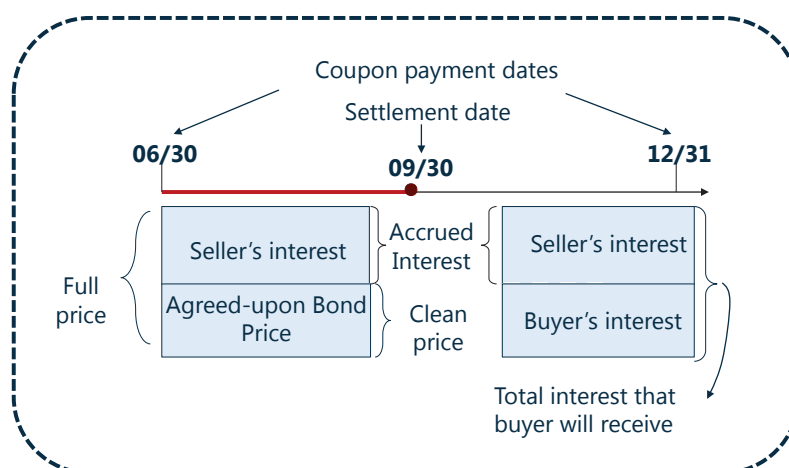 Coupon payment dates
Settlement date
06/30
09/30
12/31
Seller’s interest
Accrued
Interest
Seller’s interest
Full
price
Agreed-upon Bond
Price
Clean
price
Buyer’s interest
Total interest that
buyer will receive